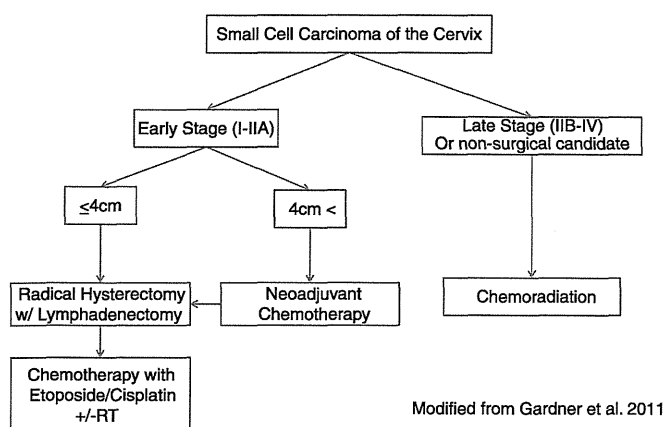 Small Cell Carcinoma of the Cervix
Early Stage (I-IIA)
Late Stage (IIB-IV)
Or non-surgical candidate
≤4cm
4cm <
Radical Hysterectomy
w/ Lymphadenectomy
Neoadjuvant
Chemotherapy
Chemoradiation
Chemotherapy with
Etoposide/Cisplatin
+/-RT
Modified from Gardner et al. 2011